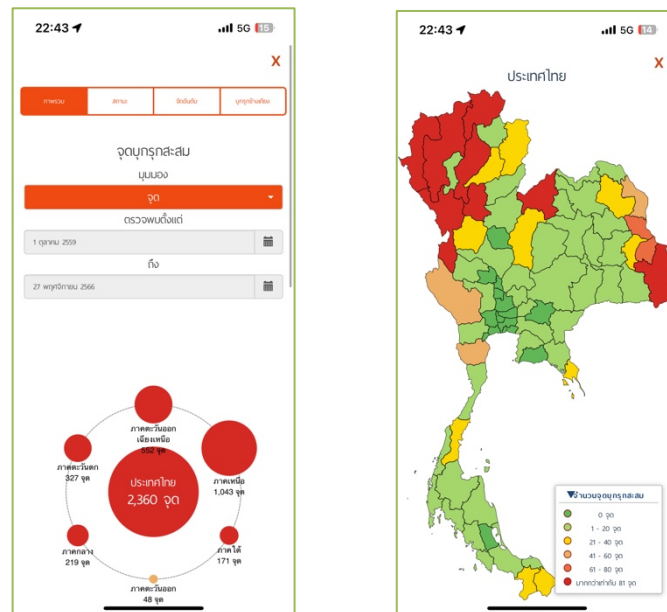 22:43
5G 15
X
ภาพรวม
สถานะ
จัดอันดับ
บุกรุกข้างเคียง
จุดบุกรุกสะสม
มุมมอง
จุด
ตรวจพบตั้งแต่
1 ตุลาคม 2559
ถึง
27 พฤศจิกายน 2566
ภาคตะวันออก
เฉียงเหนือ
552 จุด
ภาคตะวันตก
327 จุด
ประเทศไทย
2,360 จุด
ภาคเหนือ
1,043 จุด
ภาคกลาง
219 จุด
ภาคใต้
171 จุด
ภาคตะวันออก
48 จุด
22:43
5G 14
X
ประเทศไทย
จำนวนจุดบุกรุกสะสม
0 จุด
1 - 20 จุด
21 - 40 จุด
41 - 60 จุด
61 - 80 จุด
มากกว่าเท่ากับ 81 จุด